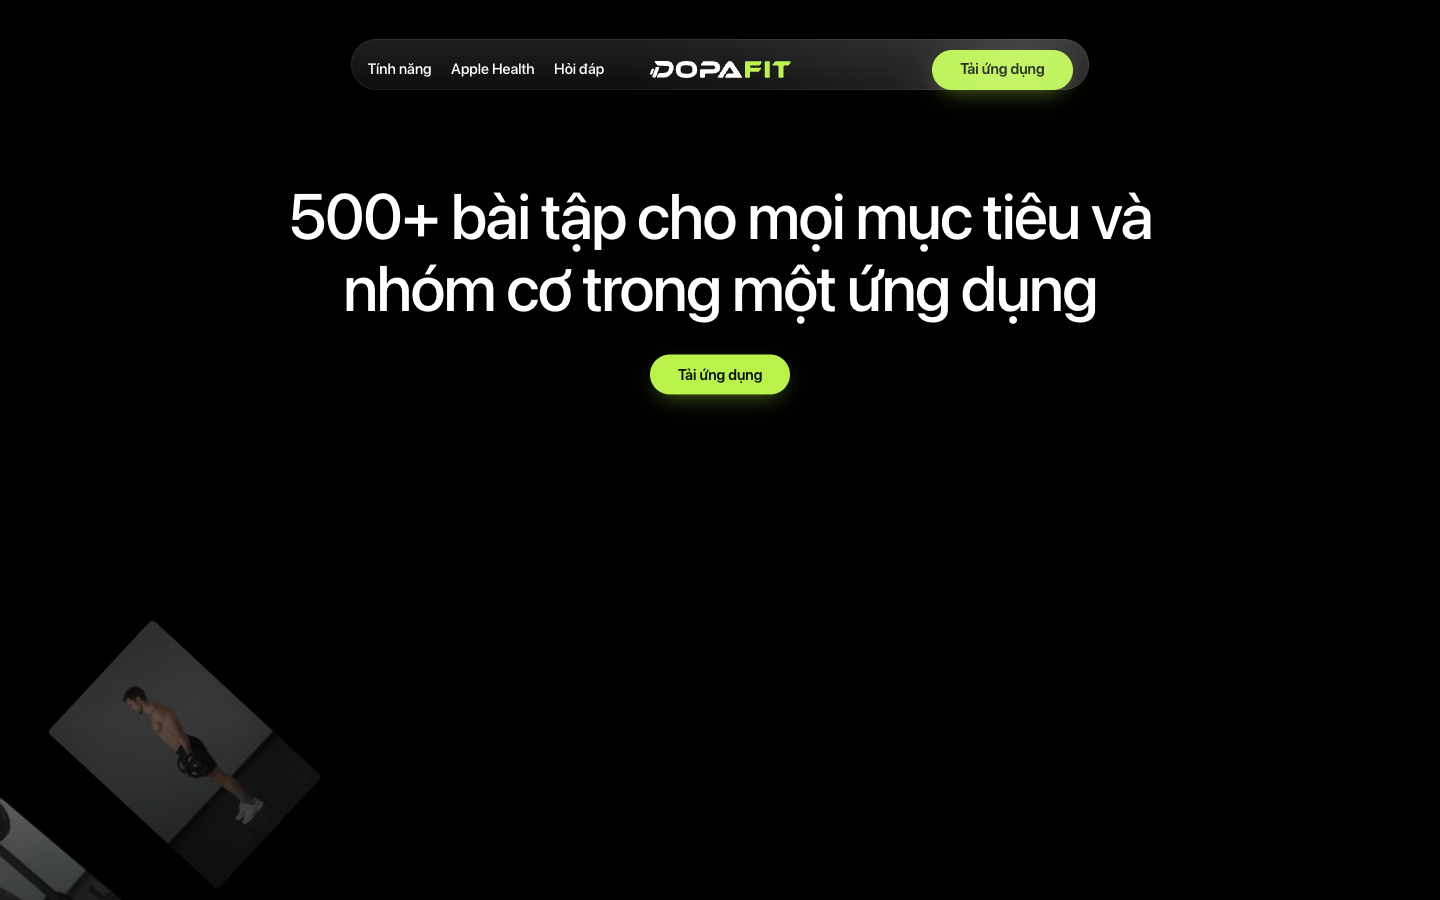 Tính năng
Apple Health
Hỏi đáp
DOPAFIT
Tải ứng dụng
500+ bài tập cho mọi mục tiêu và
nhóm cơ trong một ứng dụng
Tải ứng dụng